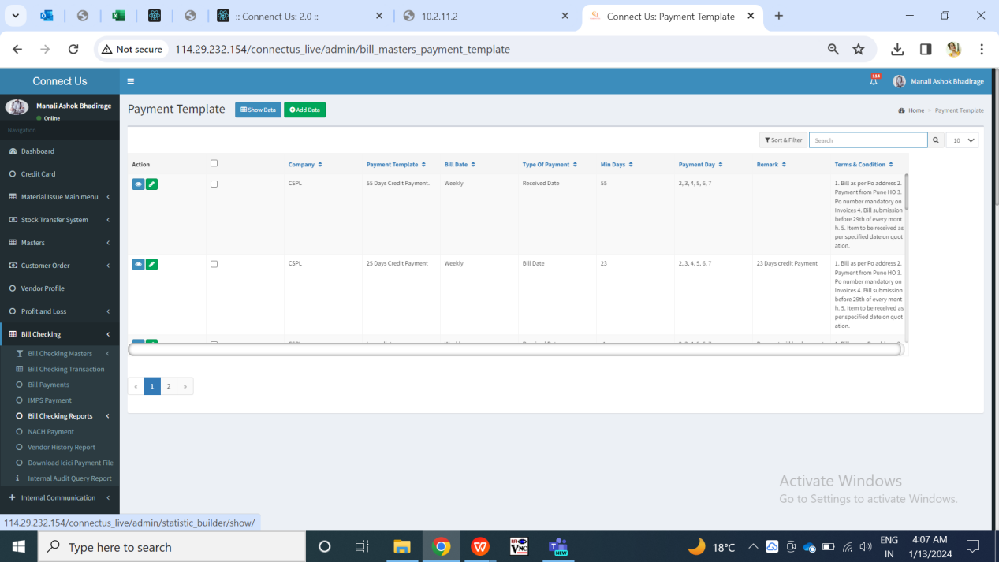 :: Connenct Us: 2.0 ::
10.2.11.2
Connect Us: Payment Template
Not secure
114.29.232.154/connectus_live/admin/bill_masters_payment_template
Connect Us
114
Manali Ashok Bhadirage
Manali Ashok Bhadirage
Online
Navigation
Dashboard
Credit Card
Material Issue Main menu
Stock Transfer System
Masters
Customer Order
Vendor Profile
Profit and Loss
Bill Checking
Bill Checking Masters
Bill Checking Transaction
Bill Payments
IMPS Payment
Bill Checking Reports
NACH Payment
Vendor History Report
Download Icici Payment File
Internal Audit Query Report
Internal Communication
Payment Template
Show Data
Add Data
Home > Payment Template
Sort & Filter
Search
10
Action Company Payment Template Bill Date Type Of Payment Min Days Payment Day Remark Terms & Condition
CSPL 55 Days Credit Payment. Weekly Received Date 55 2, 3, 4, 5, 6, 7
1. Bill as per Po address 2.
Payment from Pune HO 3.
Po number mandatory on
Invoices 4. Bill submission
before 29th of every mont
h. 5. Item to be received as
per specified date on quot
ation.
CSPL 25 Days Credit Payment Weekly Bill Date 23 2, 3, 4, 5, 6, 7 23 Days credit Payment
1. Bill as per Po address 2.
Payment from Pune HO 3.
Po number mandatory on
Invoices 4. Bill submission
before 29th of every mont
h. 5. Item to be received as
per specified date on quot
ation.
« 1 2 »
Activate Windows
Go to Settings to activate Windows.
114.29.232.154/connectus_live/admin/statistic_builder/show/
Type here to search
NEW
18°C
ENG
IN
4:07 AM
1/13/2024